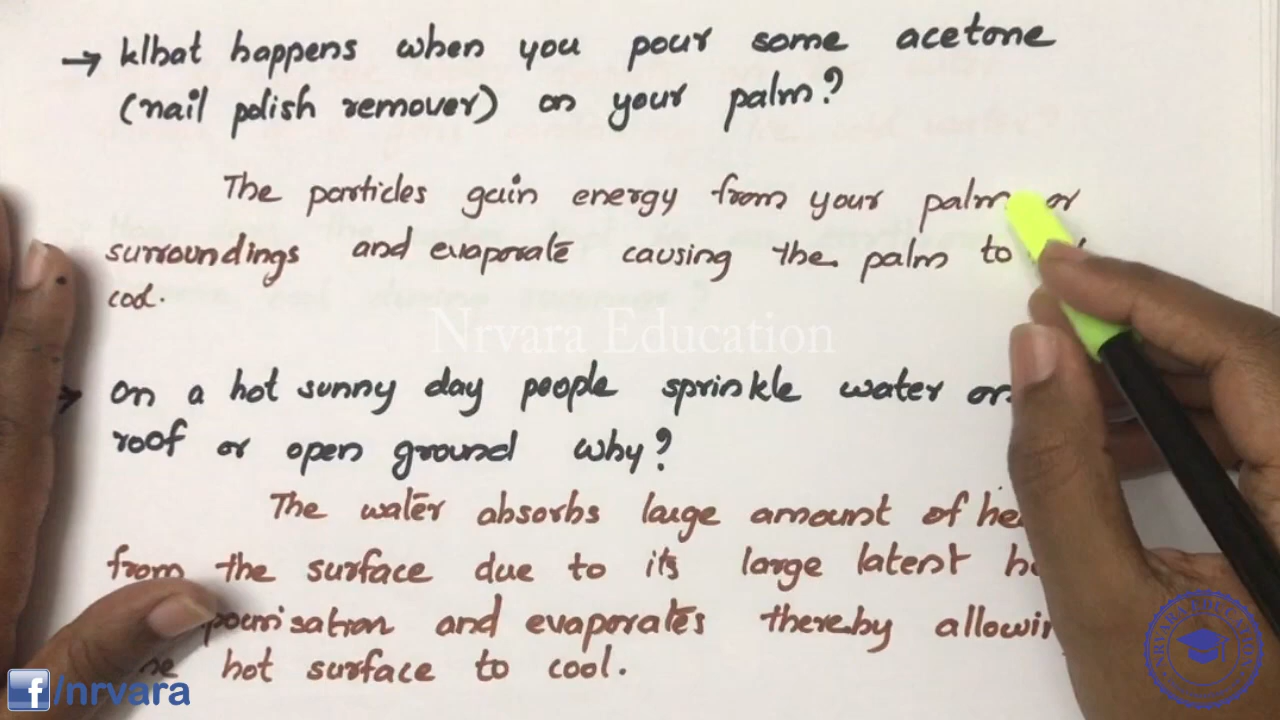 → What happens when you pour some acetone
(nail polish remover) on your palm?
The particles gain energy from your palm or
surroundings and evaporate causing the palm to
cool.
Nrvara Education
→ on a hot sunny day people sprinkle water on
roof or open ground why?
The water absorbs large amount of
from the surface due to its large latent
and evaporates thereby
hot surface to cool.
f/nrvara
NRVARA EDUCATION